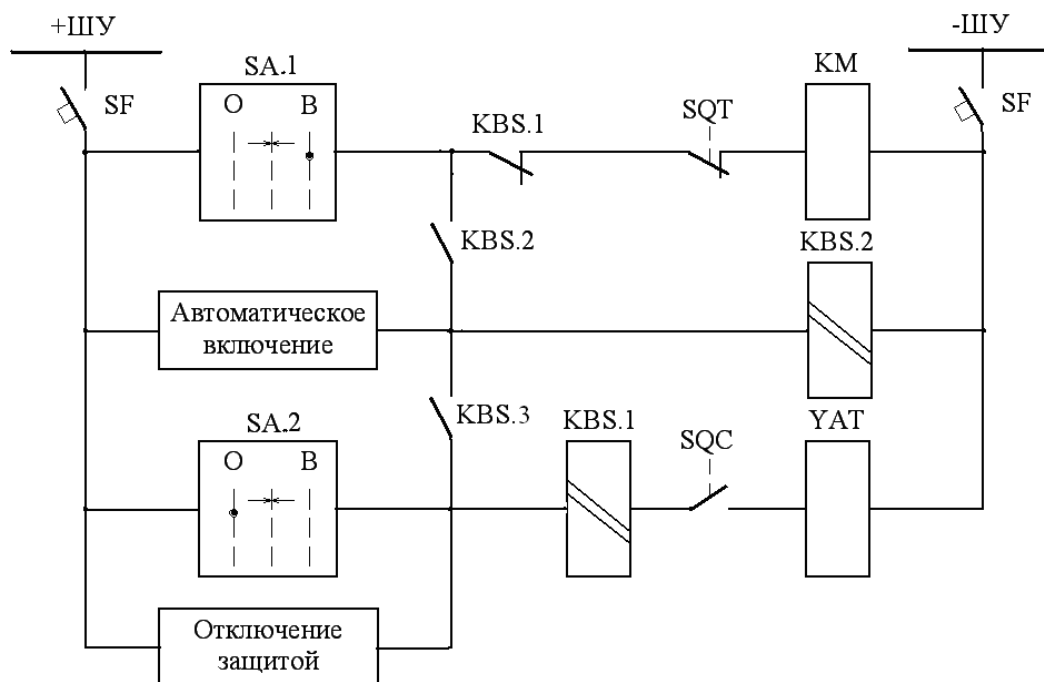 +ШУ
-ШУ
SA.1
KM
O B
SF
KBS.1
SQT
SF
KBS.2
KBS.2
Автоматическое
включение
SA.2
KBS.3
KBS.1
SQC
YAT
O B
Отключение
защитой